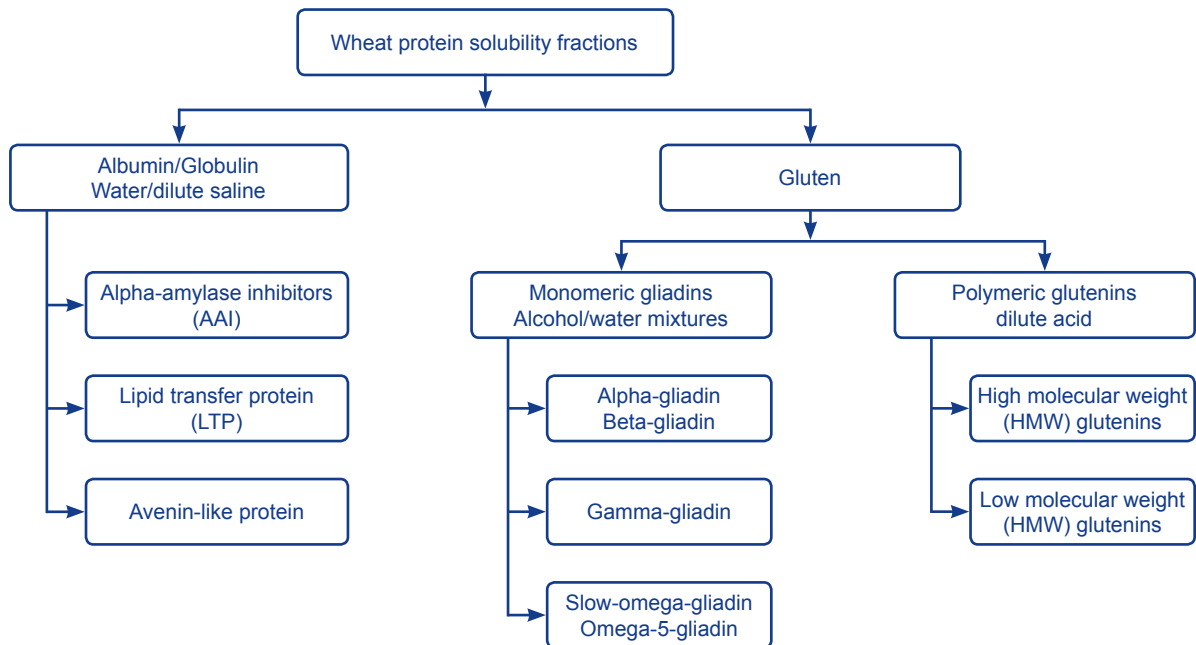 Wheat protein solubility fractions
Albumin/Globulin
Water/dilute saline
Gluten
Alpha-amylase inhibitors
(AAI)
Lipid transfer protein
(LTP)
Avenin-like protein
Monomeric gliadins
Alcohol/water mixtures
Alpha-gliadin
Beta-gliadin
Gamma-gliadin
Slow-omega-gliadin
Omega-5-gliadin
Polymeric glutenins
dilute acid
High molecular weight
(HMW) glutenins
Low molecular weight
(HMW) glutenins